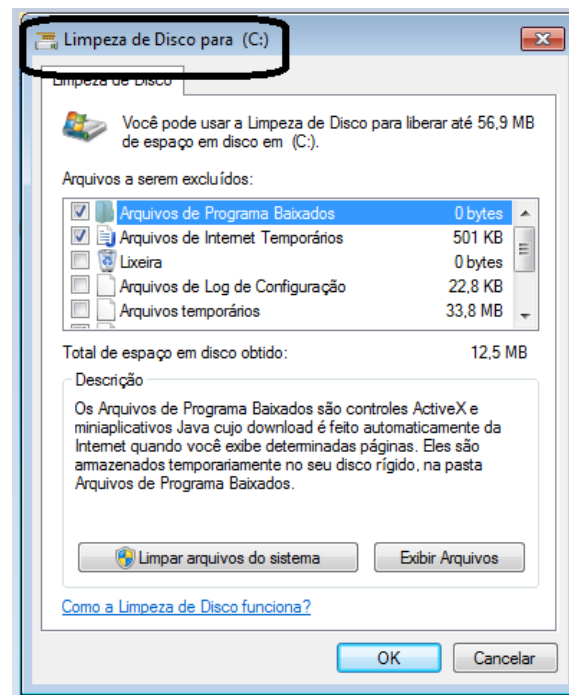 Limpeza de Disco para (C:)
Limpeza de Disco
Você pode usar a Limpeza de Disco para liberar até 56,9 MB
de espaço em disco em (C:).
Arquivos a serem excluídos:
Arquivos de Programa Baixados 0 bytes
Arquivos de Internet Temporários 501 KB
Lixeira 0 bytes
Arquivos de Log de Configuração 22,8 KB
Arquivos temporários 33,8 MB
Total de espaço em disco obtido: 12,5 MB
Descrição
Os Arquivos de Programa Baixados são controles ActiveX e
miniaplicativos Java cujo download é feito automaticamente da
Internet quando você exibe determinadas páginas. Eles são
armazenados temporariamente no seu disco rígido, na pasta
Arquivos de Programa Baixados.
Limpar arquivos do sistema Exibir Arquivos
Como a Limpeza de Disco funciona?
OK Cancelar